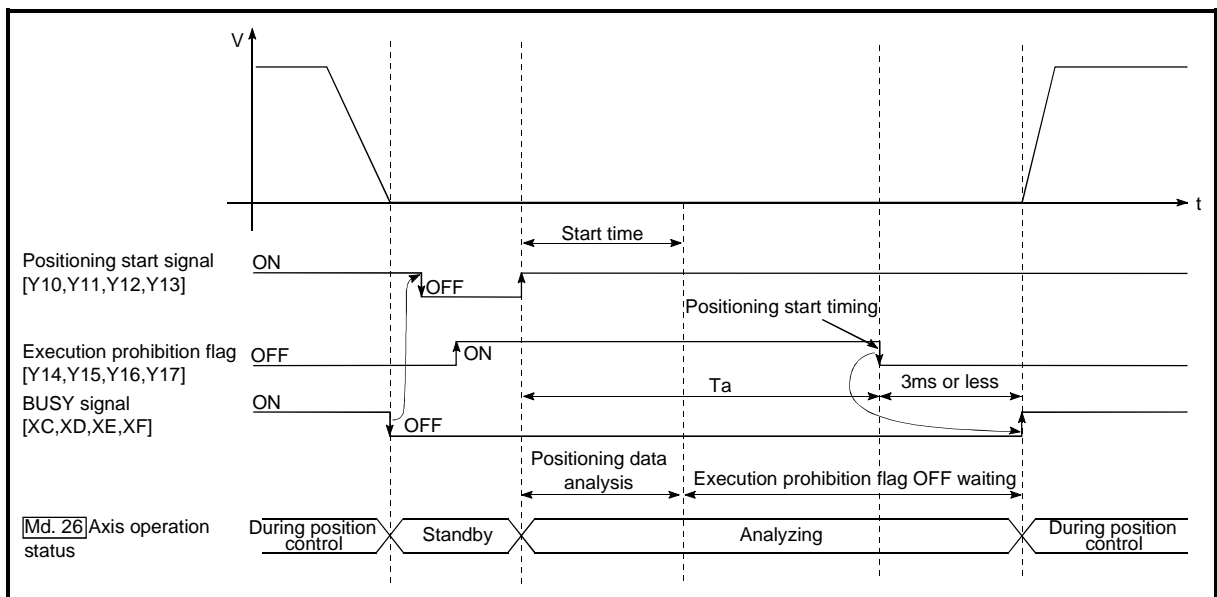 V
t
Start time
Positioning start signal
[Y10,Y11,Y12,Y13]
ON
OFF
Positioning start timing
Execution prohibition flag
[Y14,Y15,Y16,Y17]
OFF
ON
Ta
3ms or less
BUSY signal
[XC,XD,XE,XF]
ON
OFF
Positioning data
analysis
Execution prohibition flag OFF waiting
Md. 26 Axis operation
status
During position
control
Standby
Analyzing
During position
control